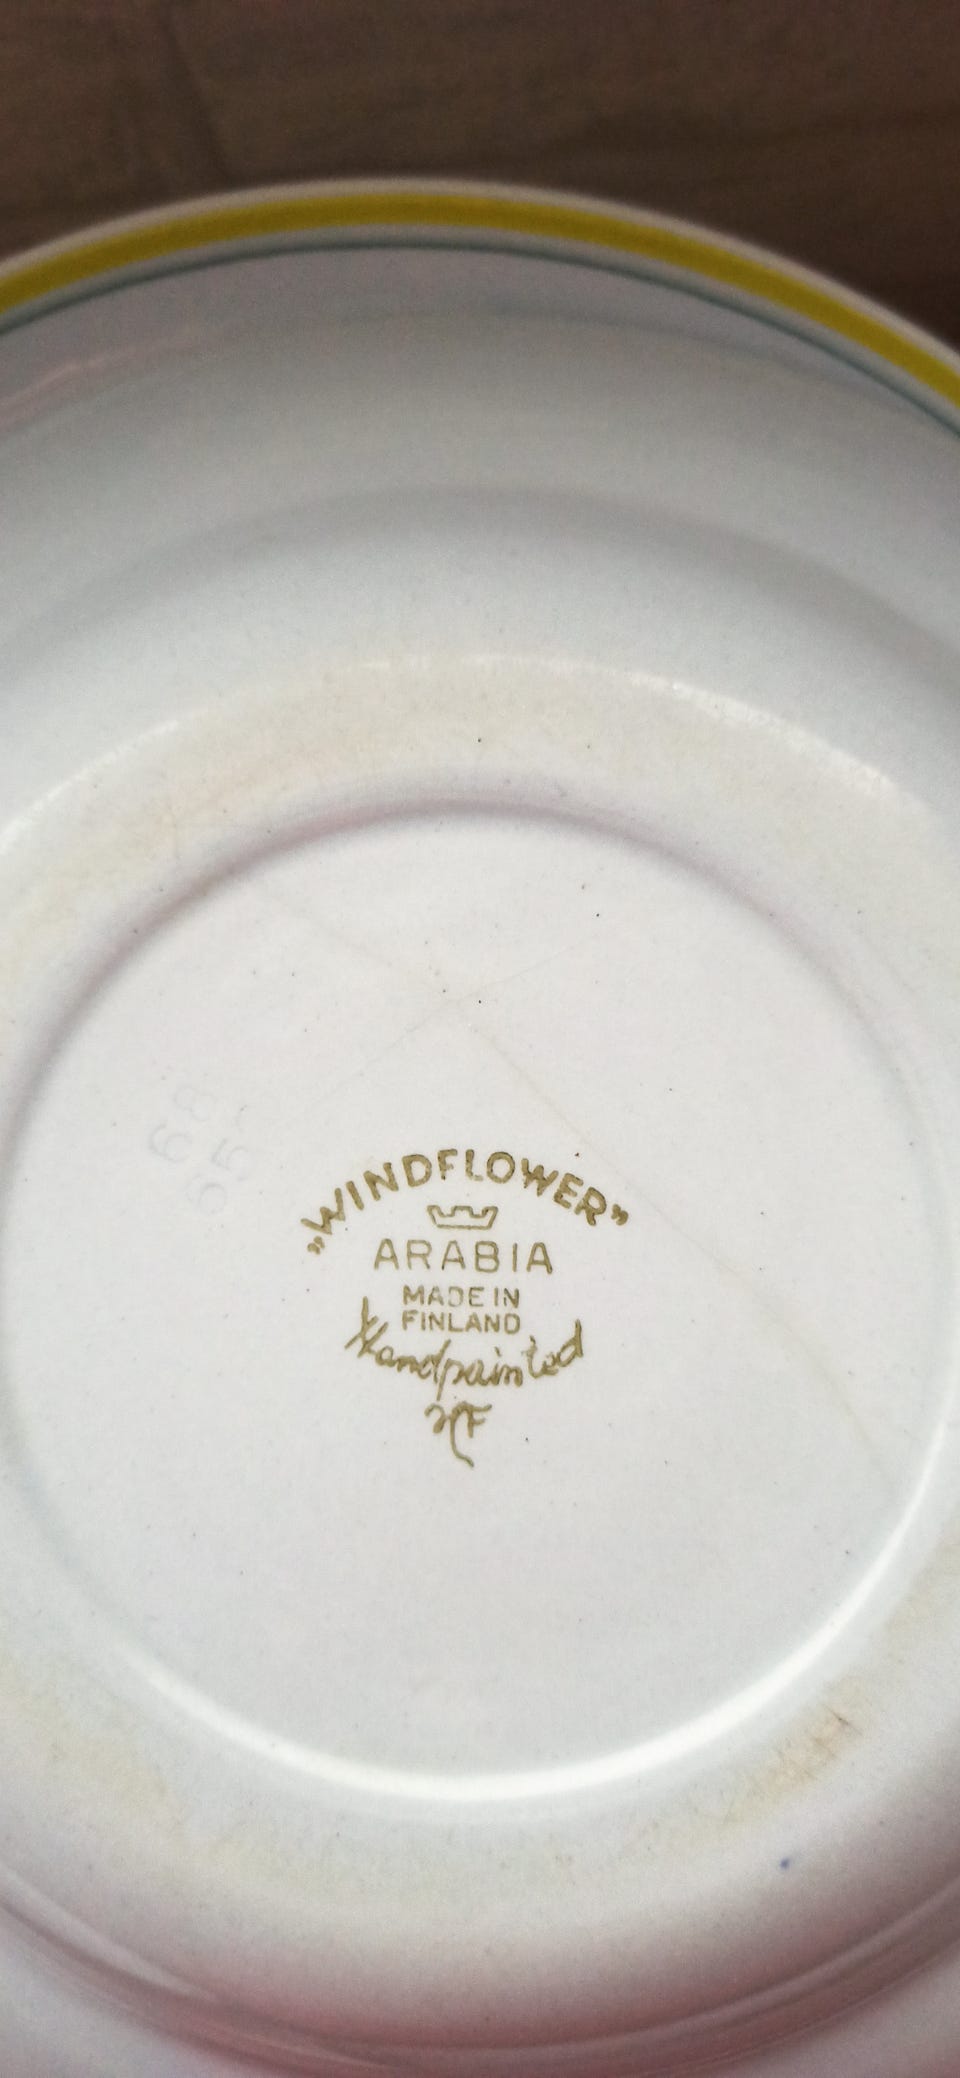 „WINDFLOWER”
ARABIA
MADE IN
FINLAND
Handpainted